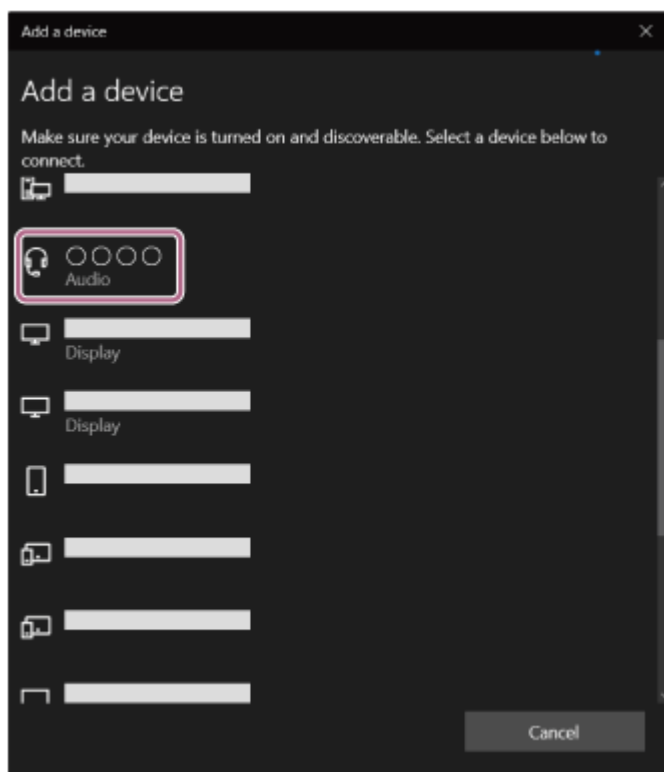 Add a device
Add a device
Make sure your device is turned on and discoverable. Select a device below to
connect.
○○○○
Audio
Display
Display
Cancel